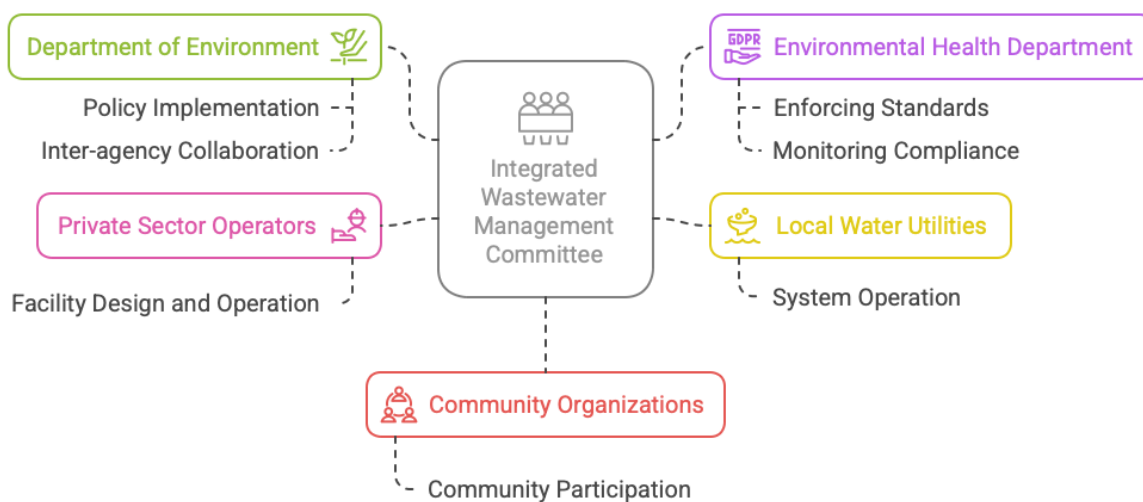 Department of Environment
Policy Implementation
Inter-agency Collaboration
Private Sector Operators
Facility Design and Operation
Integrated
Wastewater
Management
Committee
GDPR
Environmental Health Department
Enforcing Standards
Monitoring Compliance
Local Water Utilities
System Operation
Community Organizations
Community Participation